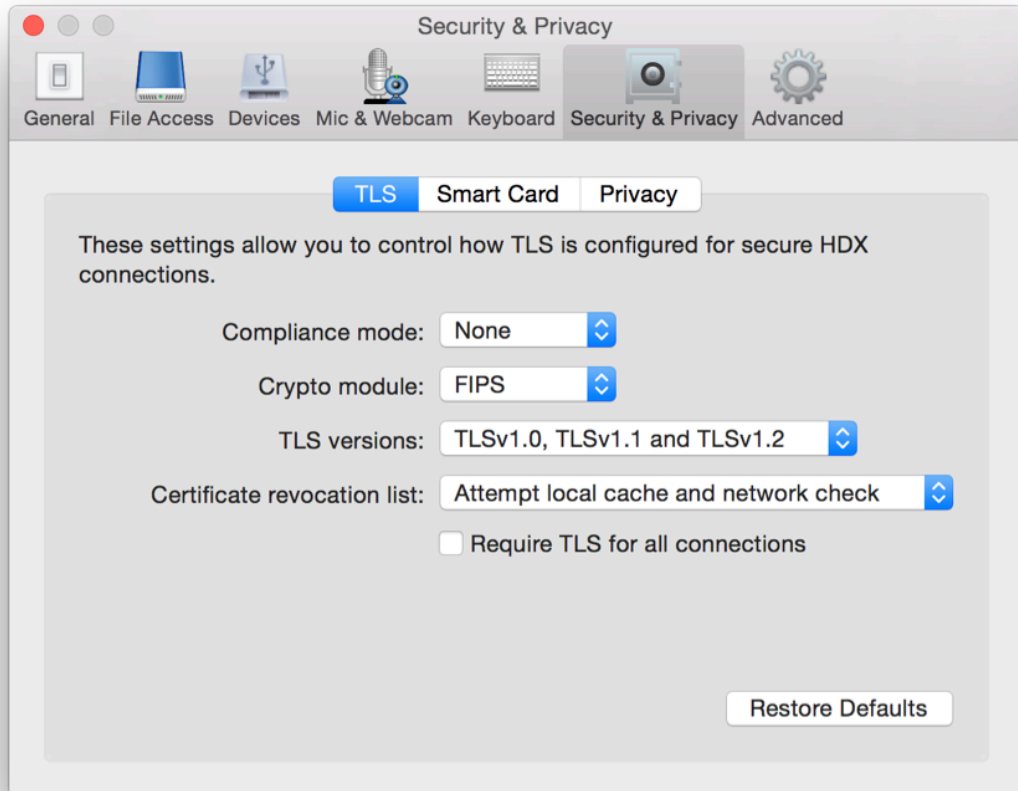 Security & Privacy
General File Access Devices Mic & Webcam Keyboard Security & Privacy Advanced
TLS Smart Card Privacy
These settings allow you to control how TLS is configured for secure HDX
connections.
Compliance mode: None
Crypto module: FIPS
TLS versions: TLSv1.0, TLSv1.1 and TLSv1.2
Certificate revocation list: Attempt local cache and network check
Require TLS for all connections
Restore Defaults